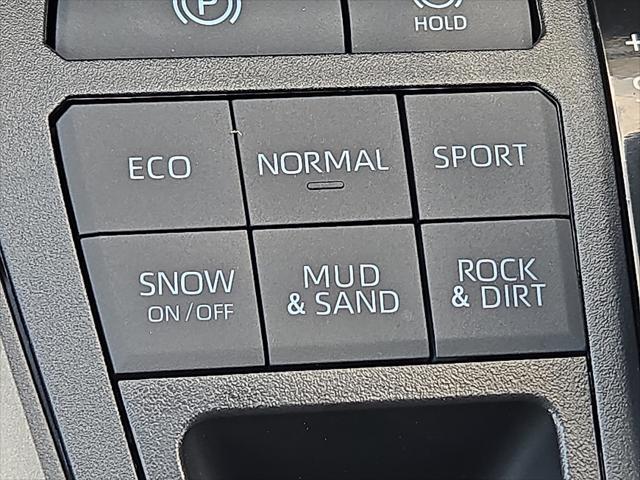 P
HOLD
ECO
NORMAL
SPORT
SNOW
ON / OFF
MUD
& SAND
ROCK
& DIRT
+